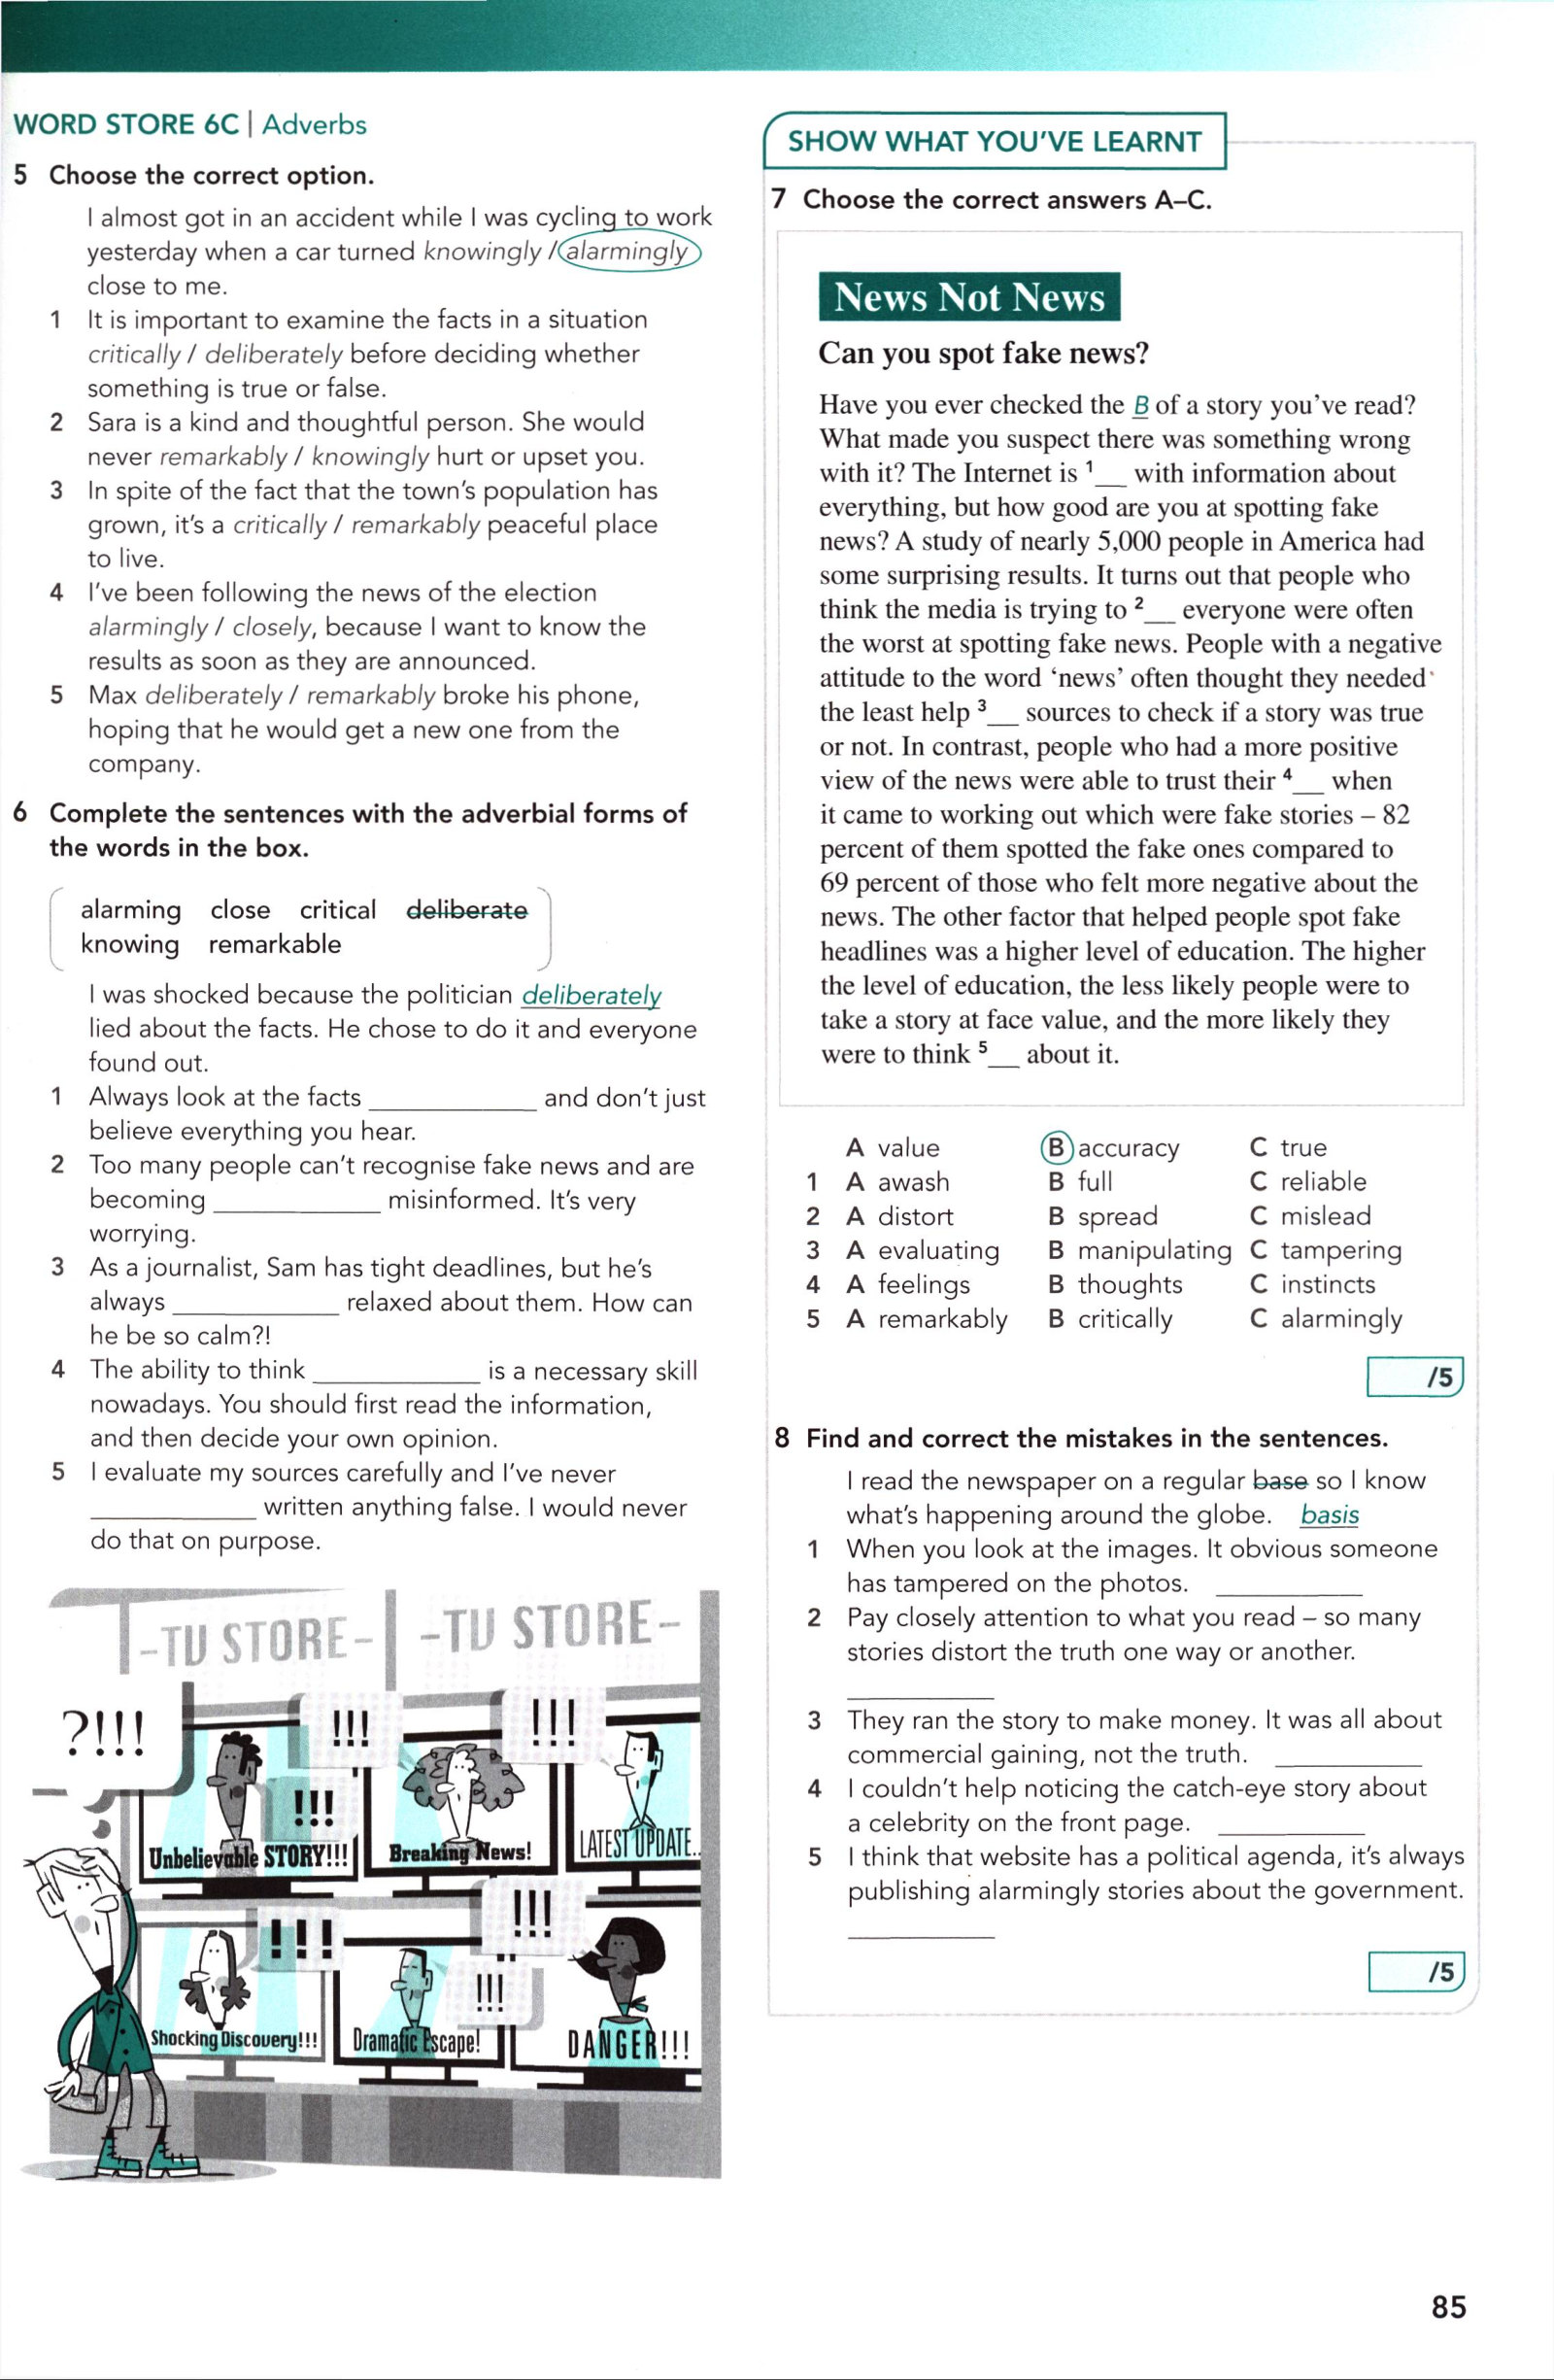 WORD STORE 6C | Adverbs
5 Choose the correct option.
I almost got in an accident while I was cycling to work
yesterday when a car turned knowingly / alarmingly
close to me.
1 It is important to examine the facts in a situation
critically / deliberately before deciding whether
something is true or false.
2 Sara is a kind and thoughtful person. She would
never remarkably / knowingly hurt or upset you.
3 In spite of the fact that the town's population has
grown, it's a critically / remarkably peaceful place
to live.
4 I've been following the news of the election
alarmingly / closely, because I want to know the
results as soon as they are announced.
5 Max deliberately / remarkably broke his phone,
hoping that he would get a new one from the
company.
6 Complete the sentences with the adverbial forms of
the words in the box.
alarming close critical deliberate
knowing remarkable
I was shocked because the politician deliberately
lied about the facts. He chose to do it and everyone
found out.
1 Always look at the facts ____________ and don't just
believe everything you hear.
2 Too many people can't recognise fake news and are
becoming ____________ misinformed. It's very
worrying.
3 As a journalist, Sam has tight deadlines, but he's
always ____________ relaxed about them. How can
he be so calm?!
4 The ability to think ____________ is a necessary skill
nowadays. You should first read the information,
and then decide your own opinion.
5 I evaluate my sources carefully and I've never
____________ written anything false. I would never
do that on purpose.
-TV STORE- -TV STORE-
?!!!
!!!
!!!
!!!
Unbelievable STORY!!!
Breaking News!
LATEST UPDATE..
!!!
!!!
!!!
Shocking Discovery!!!
Dramatic Escape!
DANGER!!!
SHOW WHAT YOU'VE LEARNT
7 Choose the correct answers A–C.
News Not News
Can you spot fake news?
Have you ever checked the B of a story you've read?
What made you suspect there was something wrong
with it? The Internet is 1__ with information about
everything, but how good are you at spotting fake
news? A study of nearly 5,000 people in America had
some surprising results. It turns out that people who
think the media is trying to 2__ everyone were often
the worst at spotting fake news. People with a negative
attitude to the word 'news' often thought they needed
the least help 3__ sources to check if a story was true
or not. In contrast, people who had a more positive
view of the news were able to trust their 4__ when
it came to working out which were fake stories – 82
percent of them spotted the fake ones compared to
69 percent of those who felt more negative about the
news. The other factor that helped people spot fake
headlines was a higher level of education. The higher
the level of education, the less likely people were to
take a story at face value, and the more likely they
were to think 5__ about it.
A value B accuracy C true
1 A awash B full C reliable
2 A distort B spread C mislead
3 A evaluating B manipulating C tampering
4 A feelings B thoughts C instincts
5 A remarkably B critically C alarmingly
/5
8 Find and correct the mistakes in the sentences.
I read the newspaper on a regular base so I know
what's happening around the globe. basis
1 When you look at the images. It obvious someone
has tampered on the photos. ___________
2 Pay closely attention to what you read – so many
stories distort the truth one way or another.
___________
3 They ran the story to make money. It was all about
commercial gaining, not the truth. ___________
4 I couldn't help noticing the catch-eye story about
a celebrity on the front page. ___________
5 I think that website has a political agenda, it's always
publishing alarmingly stories about the government.
___________
/5
85